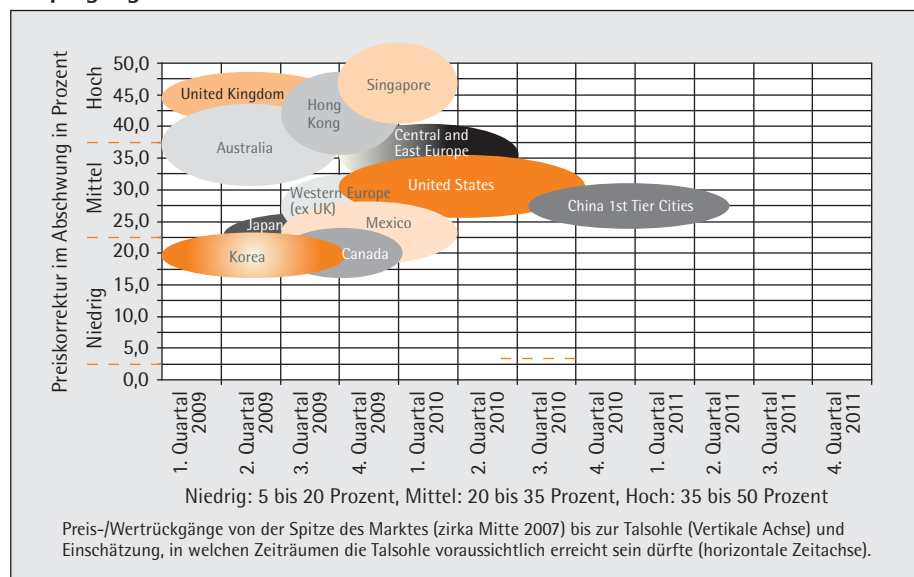 Preiskorrektur im Abschwung in Prozent
Hoch
Mittel
Niedrig
50,0
45,0
40,0
35,0
30,0
25,0
20,0
15,0
10,0
5,0
0,0
United Kingdom
Singapore
Hong
Kong
Australia
Central and
East Europe
United States
Western Europe
(ex UK)
China 1st Tier Cities
Japan
Mexico
Korea
Canada
1. Quartal
2009
2. Quartal
2009
3. Quartal
2009
4. Quartal
2009
1. Quartal
2010
2. Quartal
2010
3. Quartal
2010
4. Quartal
2010
1. Quartal
2011
2. Quartal
2011
3. Quartal
2011
4. Quartal
2011
Niedrig: 5 bis 20 Prozent, Mittel: 20 bis 35 Prozent, Hoch: 35 bis 50 Prozent
Preis-/Wertrückgänge von der Spitze des Marktes (zirka Mitte 2007) bis zur Talsohle (Vertikale Achse) und
Einschätzung, in welchen Zeiträumen die Talsohle voraussichtlich erreicht sein dürfte (horizontale Zeitachse).